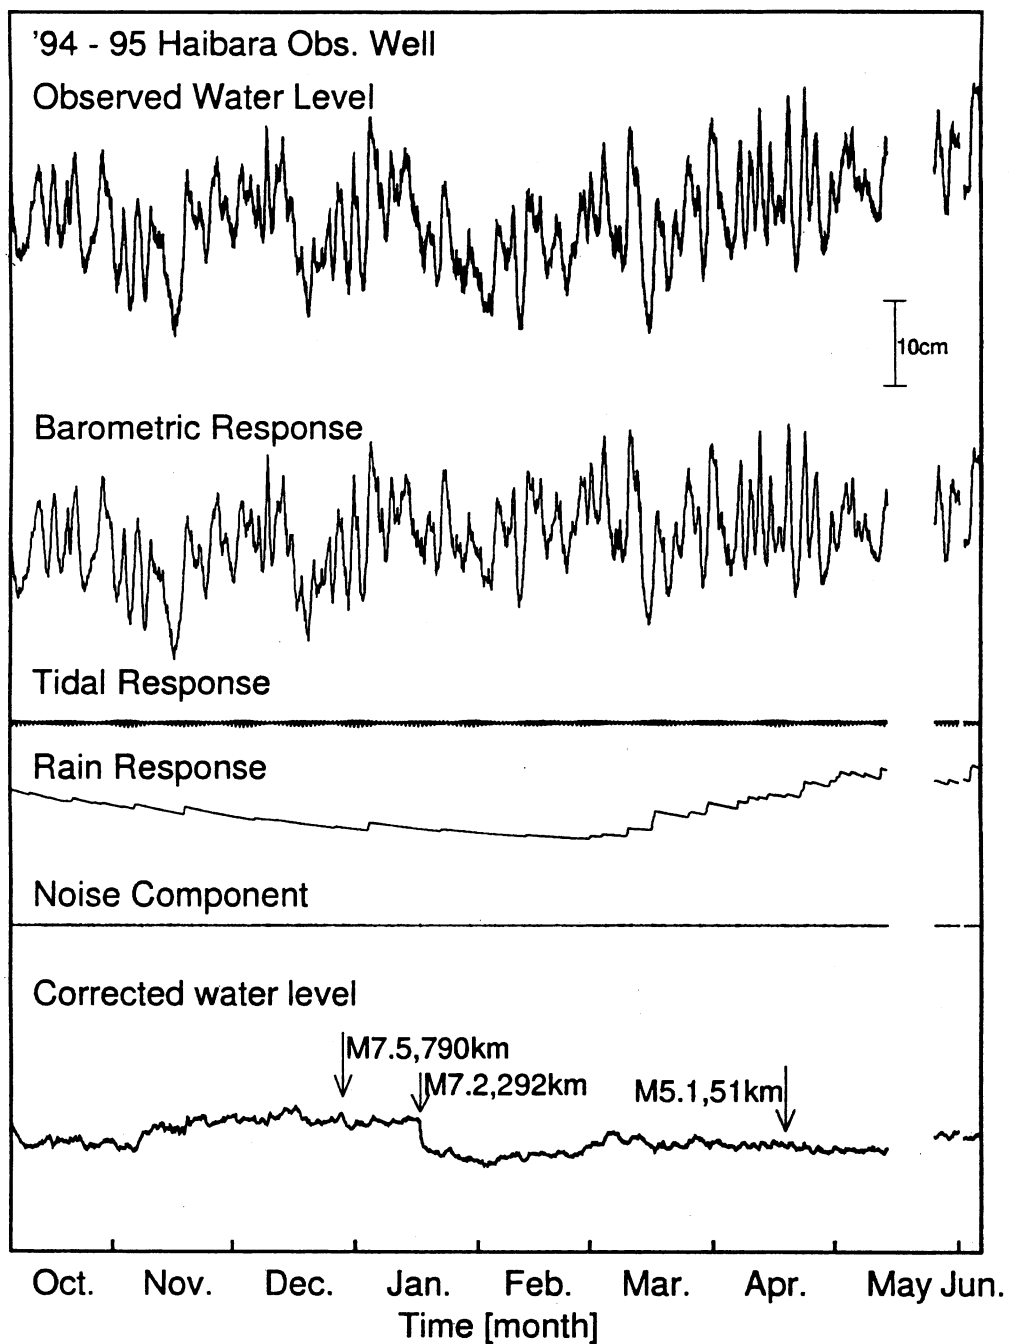 '94 - 95 Haibara Obs. Well
Observed Water Level
10cm
Barometric Response
Tidal Response
Rain Response
Noise Component
Corrected water level
M7.5,790km
M7.2,292km
M5.1,51km
Oct. Nov. Dec. Jan. Feb. Mar. Apr. May Jun.
Time [month]